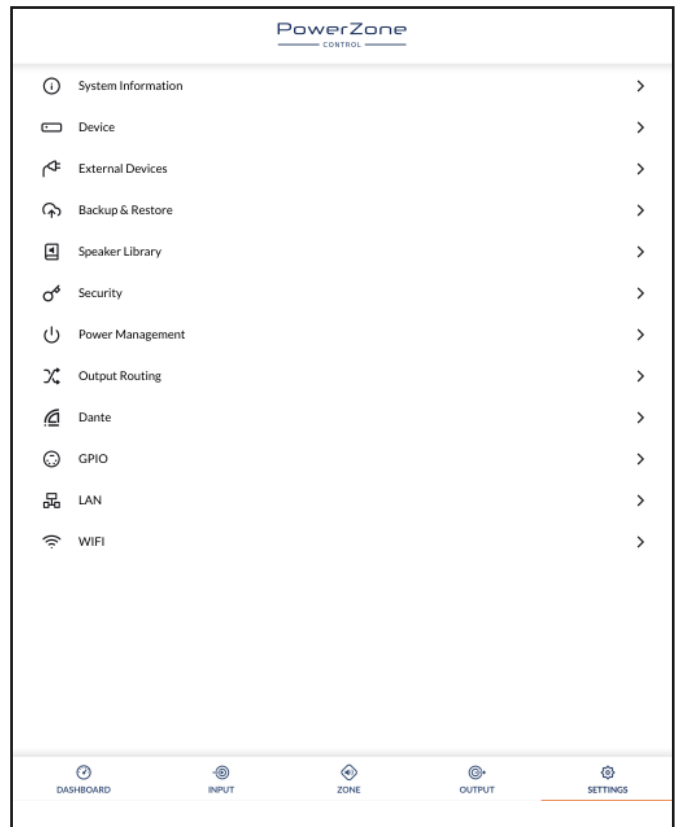 PowerZone
CONTROL
System Information
Device
External Devices
Backup & Restore
Speaker Library
Security
Power Management
Output Routing
Dante
GPIO
LAN
WIFI
DASHBOARD INPUT ZONE OUTPUT SETTINGS